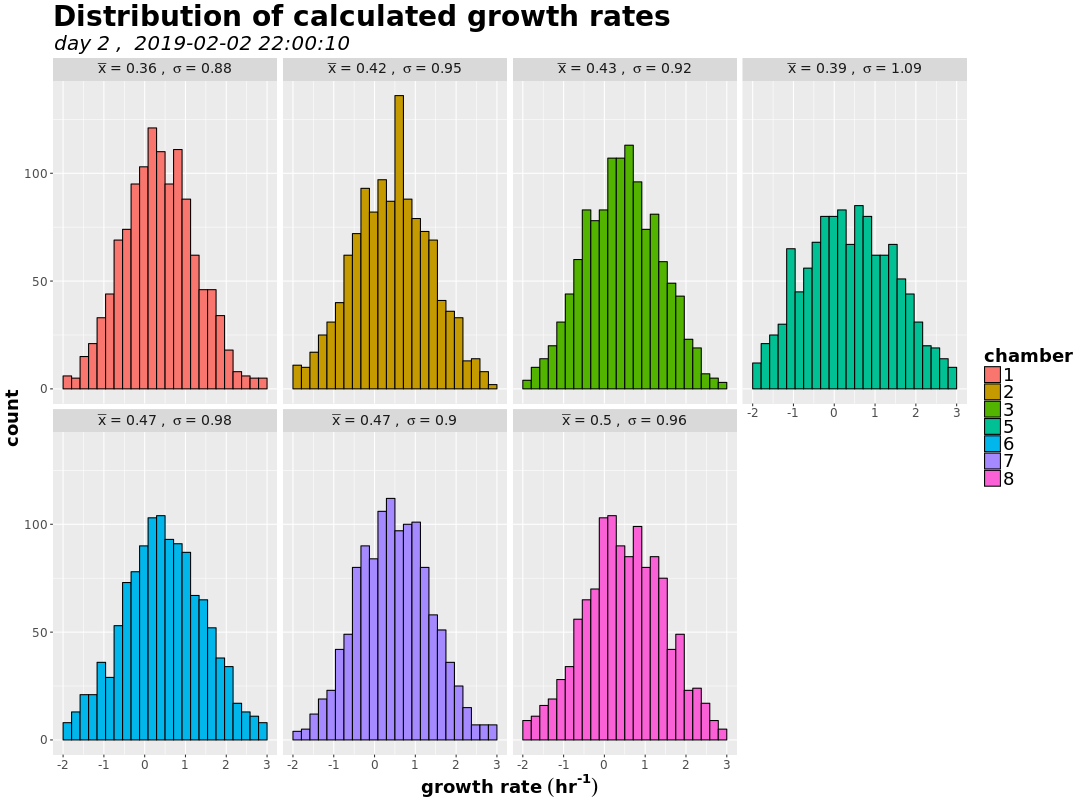 Distribution of calculated growth rates
day 2 ,  2019-02-02 22:00:10
x̅ = 0.36 ,  σ = 0.88
x̅ = 0.42 ,  σ = 0.95
x̅ = 0.43 ,  σ = 0.92
x̅ = 0.39 ,  σ = 1.09
100
50
0
-2 -1 0 1 2 3
count
x̅ = 0.47 ,  σ = 0.98
x̅ = 0.47 ,  σ = 0.9
x̅ = 0.5 ,  σ = 0.96
100
50
0
-2 -1 0 1 2 3
-2 -1 0 1 2 3
-2 -1 0 1 2 3
growth rate (hr⁻¹)
chamber
1
2
3
5
6
7
8